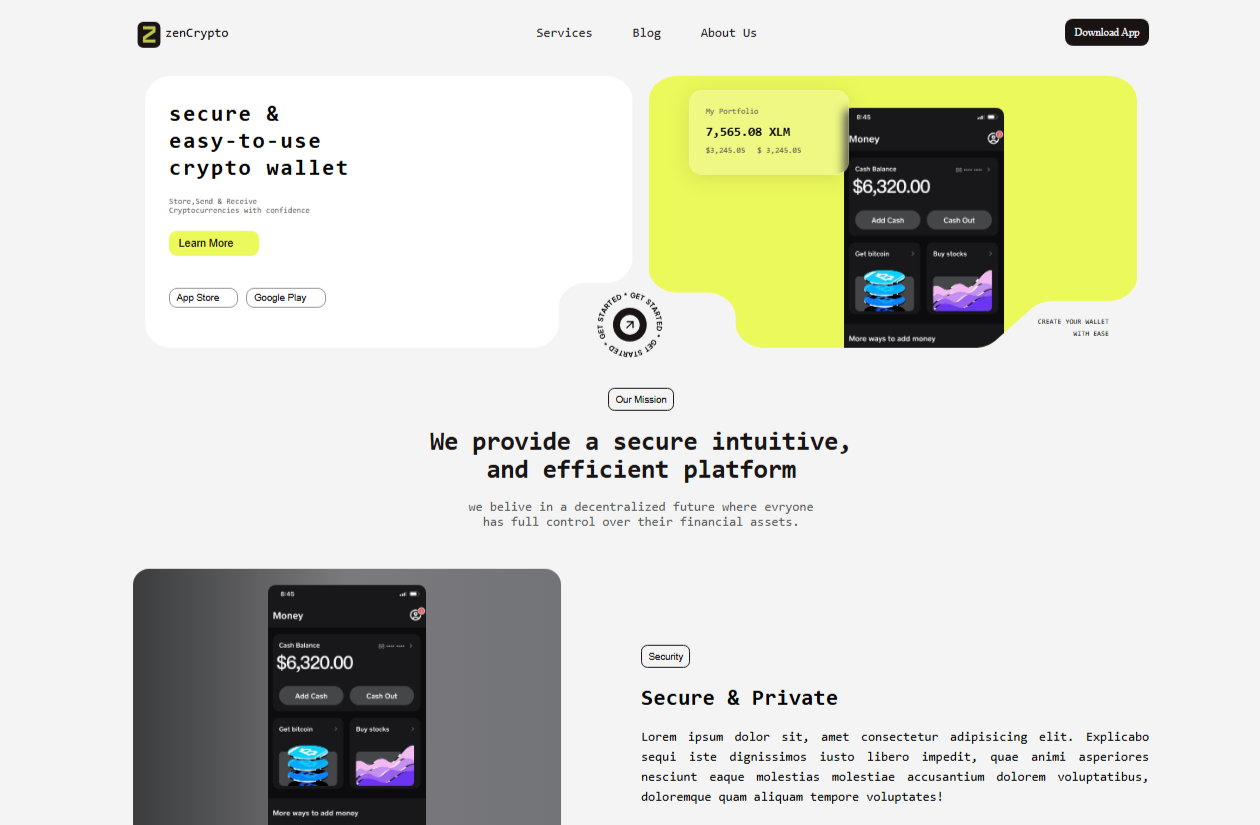 zenCrypto
Services
Blog
About Us
Download App
secure &
easy-to-use
crypto wallet
Store,Send & Receive
Cryptocurrencies with confidence
Learn More
App Store
Google Play
GET STARTED * GET STARTED * GET STARTED *
My Portfolio
7,565.08 XLM
$3,245.05 $ 3,245.05
8:45
Money
Cash Balance
$6,320.00
Add Cash
Cash Out
Get bitcoin
Buy stocks
More ways to add money
CREATE YOUR WALLET
WITH EASE
Our Mission
We provide a secure intuitive,
and efficient platform
we belive in a decentralized future where evryone
has full control over their financial assets.
8:45
Money
Cash Balance
$6,320.00
Add Cash
Cash Out
Get bitcoin
Buy stocks
More ways to add money
Security
Secure & Private
Lorem ipsum dolor sit, amet consectetur adipisicing elit. Explicabo
sequi iste dignissimos iusto libero impedit, quae animi asperiores
nesciunt eaque molestias molestiae accusantium dolorem voluptatibus,
doloremque quam aliquam tempore voluptates!